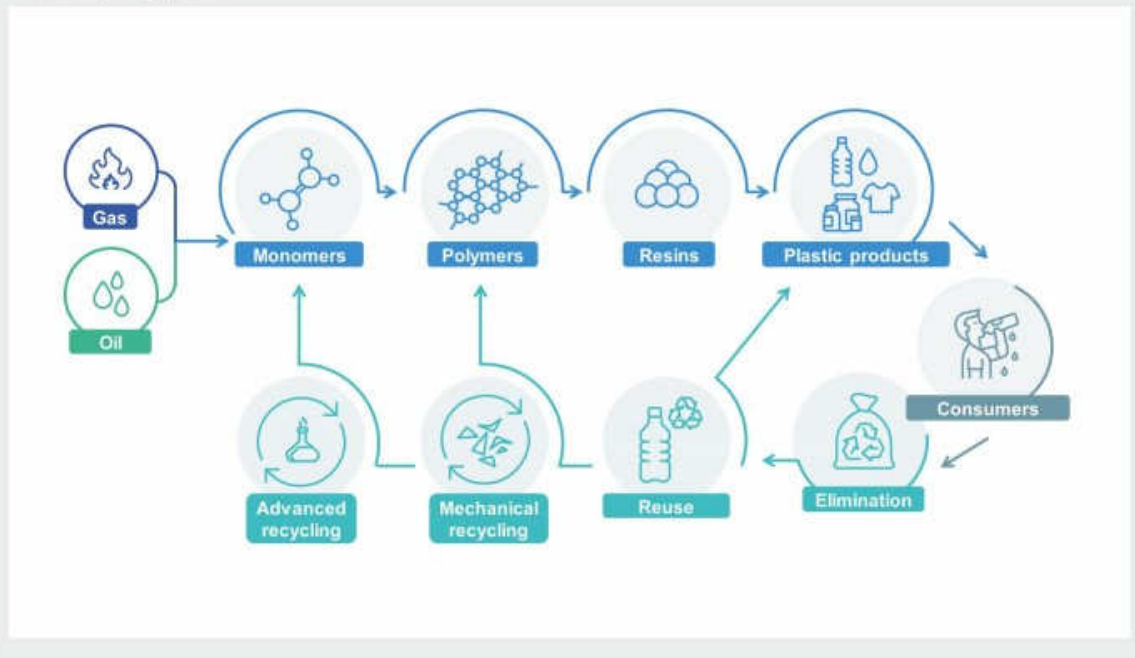 Gas
Oil
Monomers
Polymers
Resins
Plastic products
Consumers
Elimination
Reuse
Mechanical
recycling
Advanced
recycling